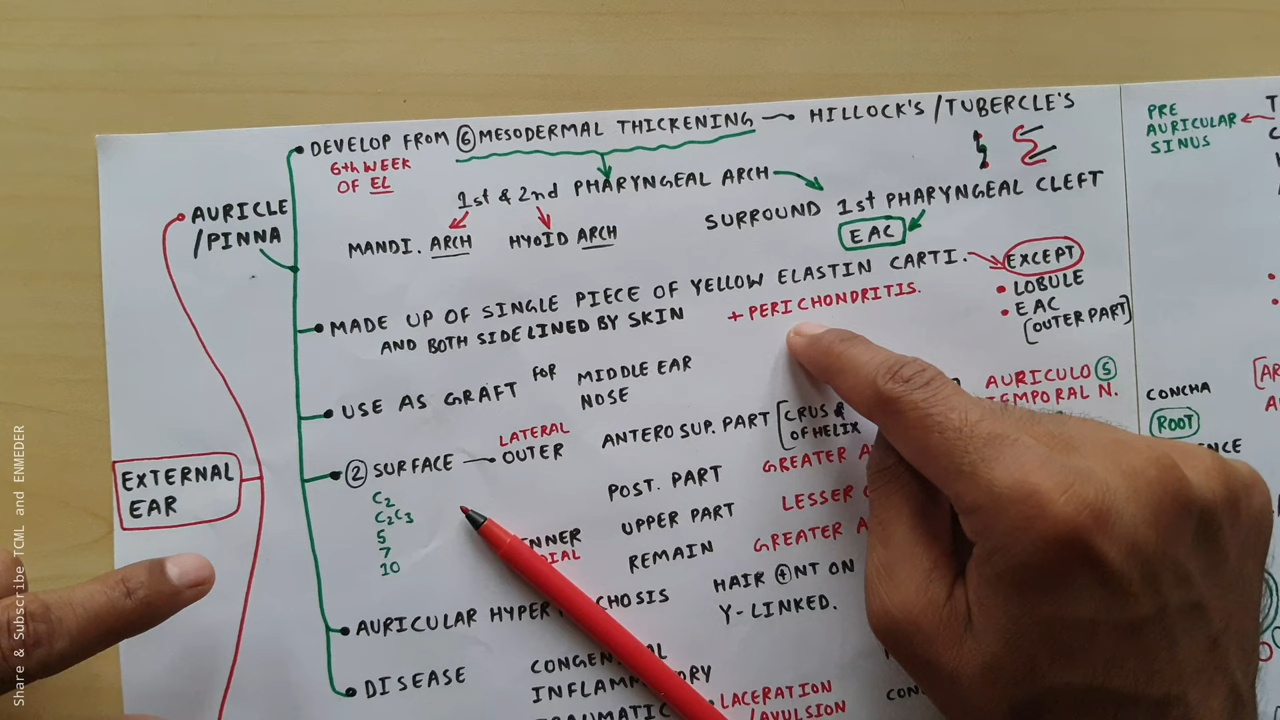 DEVELOP FROM 6 MESODERMAL THICKENING — HILLOCK'S / TUBERCLE'S
6th WEEK
OF EL
1st & 2nd PHARYNGEAL ARCH
MANDI. ARCH HYOID ARCH
SURROUND 1st PHARYNGEAL CLEFT
EAC
AURICLE
/PINNA
MADE UP OF SINGLE PIECE OF YELLOW ELASTIN CARTI. EXCEPT
AND BOTH SIDE LINED BY SKIN + PERICHONDRITIS.
• LOBULE
• EAC
[OUTER PART]
USE AS GRAFT FOR MIDDLE EAR
NOSE
2 SURFACE — LATERAL
OUTER
ANTERO SUP. PART [CRUS &
OF HELIX
AURICULO 5
TEMPORAL N.
POST. PART GREATER
UPPER PART LESSER
REMAIN GREATER
C2
C2C3
5
7
10
EXTERNAL
EAR
AURICULAR HYPER
HAIR +NT ON
Y-LINKED.
DISEASE
LACERATION
/AVULSION
PRE
AURICULAR
SINUS
CONCHA
ROOT
Share & Subscribe TCML and ENMEDER